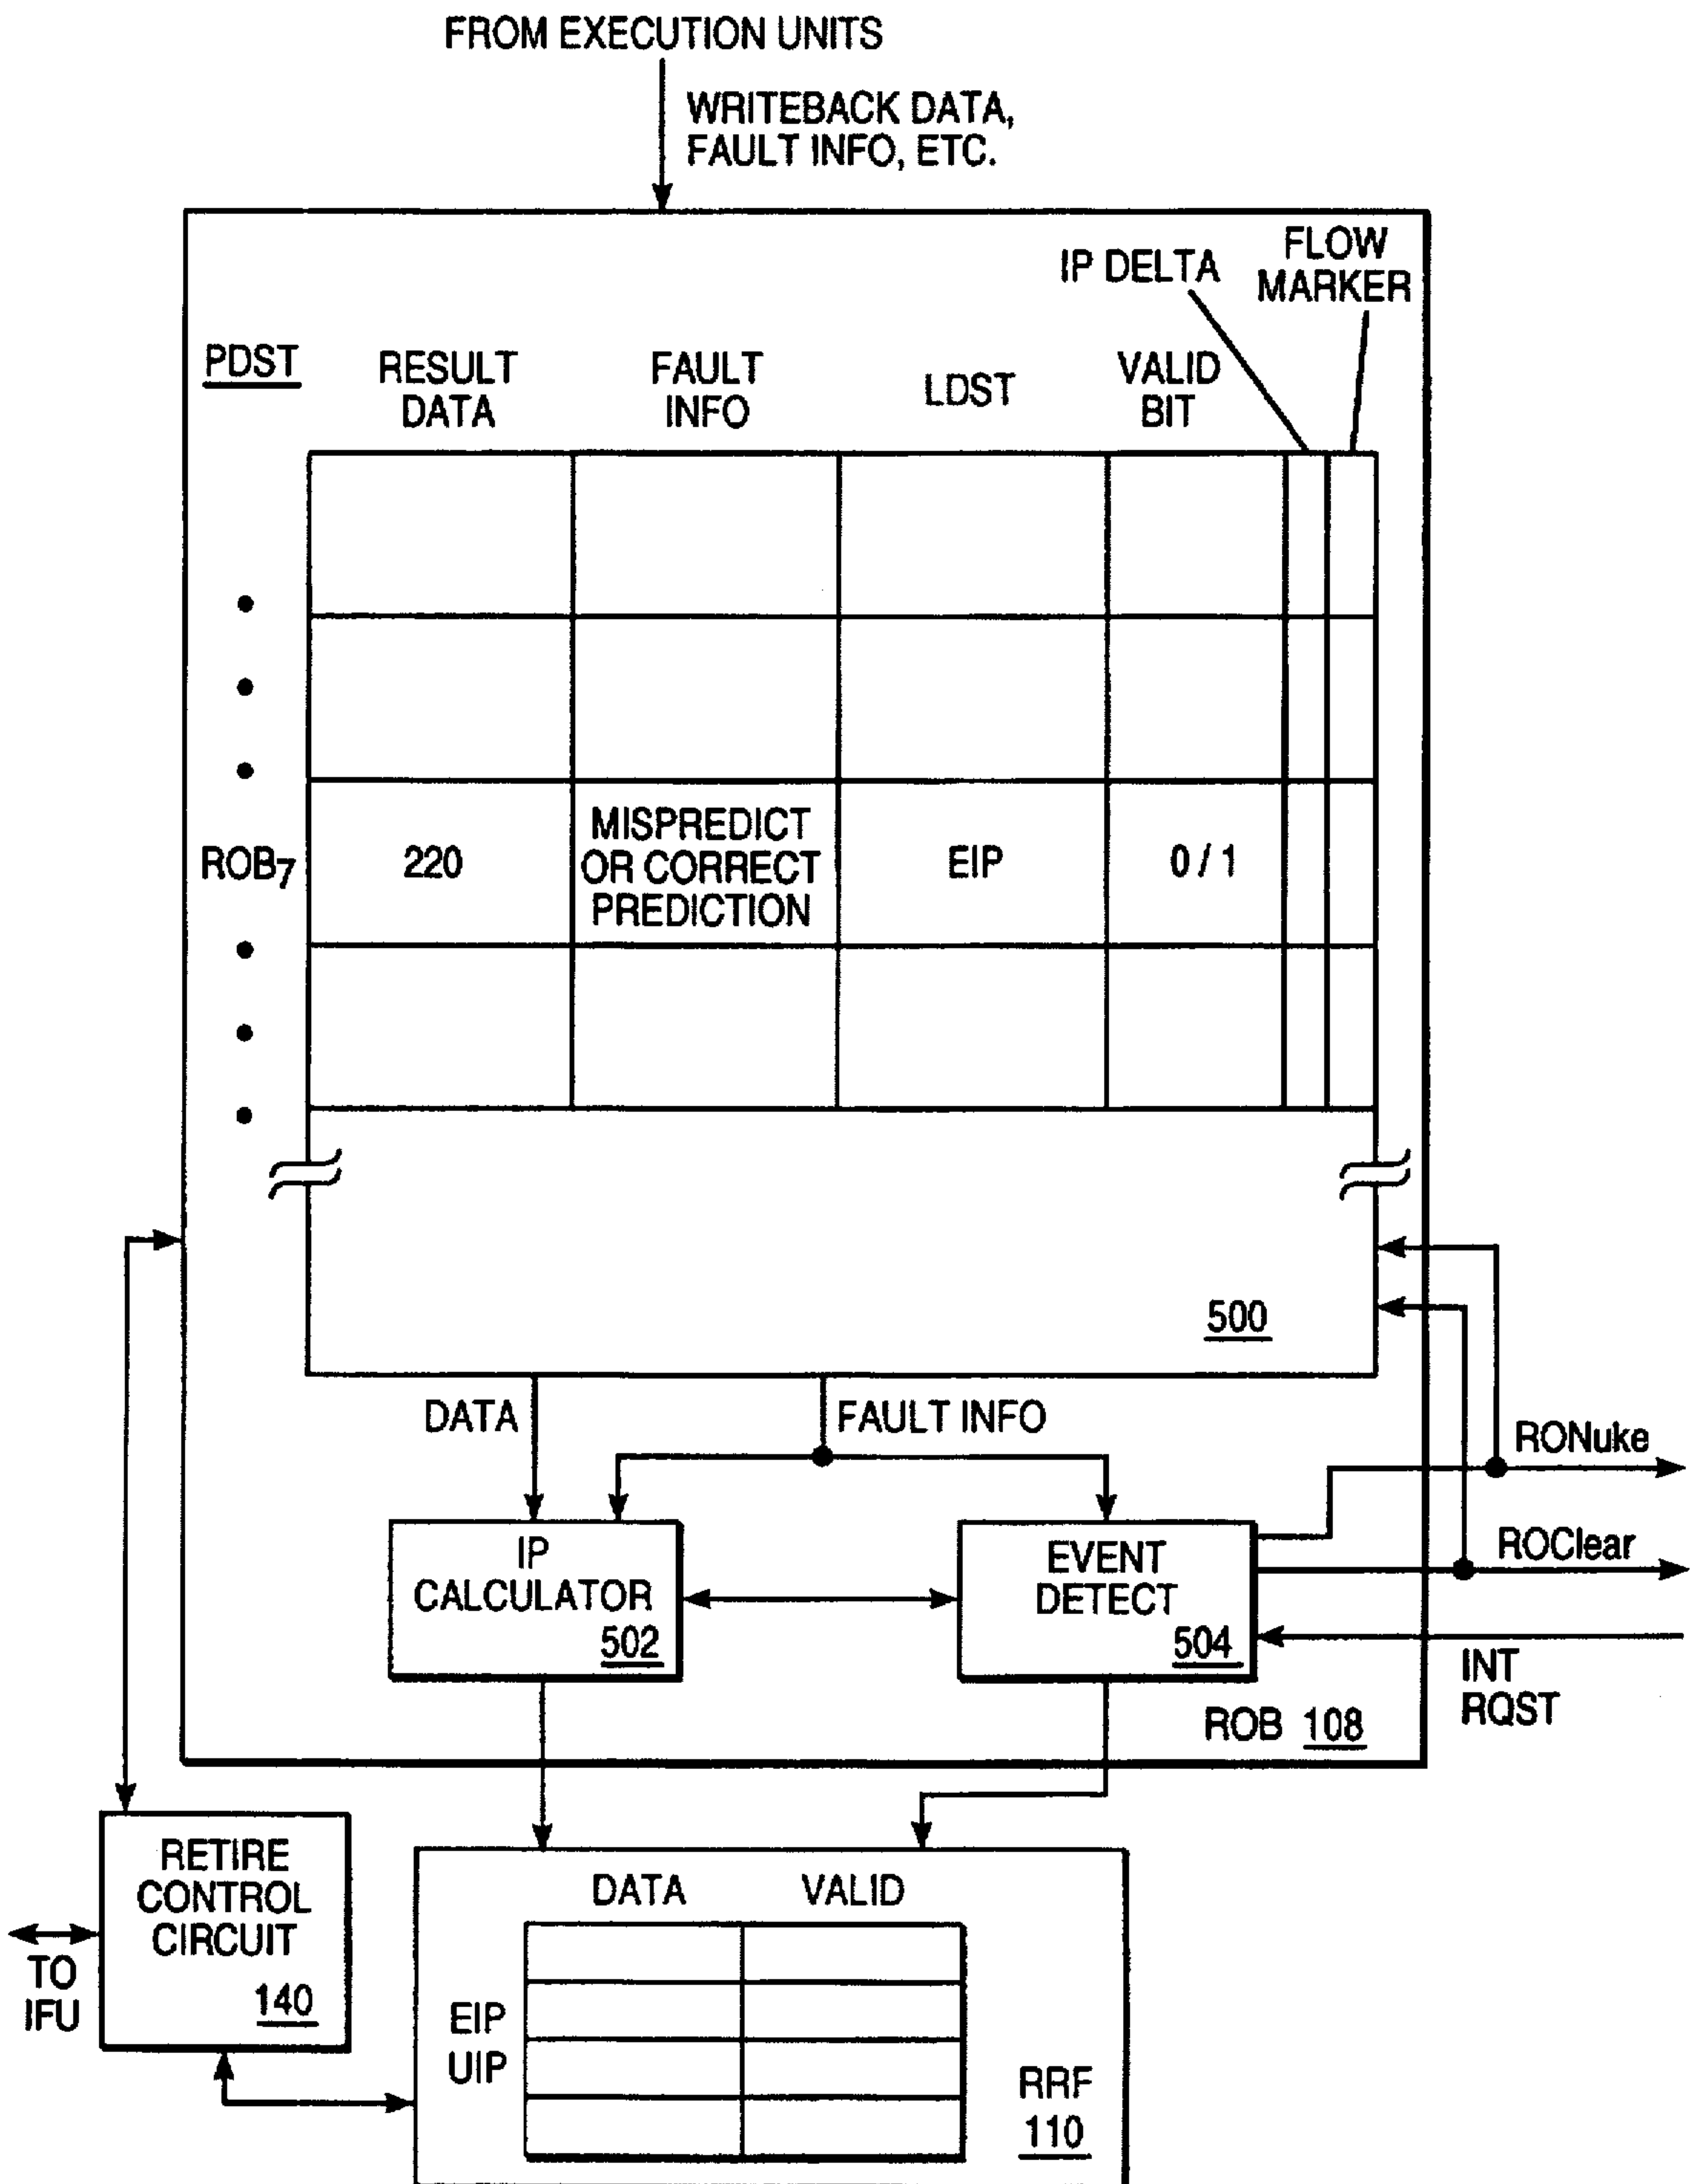 FROM EXECUTION UNITS
WRITEBACK DATA,
FAULT INFO, ETC.
FLOW
MARKER
IP DELTA
PDST
RESULT
DATA
FAULT
INFO
LDST
VALID
BIT
ROB7
220
MISPREDICT
OR CORRECT
PREDICTION
EIP
0 / 1
500
DATA
FAULT INFO
RONuke
ROClear
IP
CALCULATOR
502
EVENT
DETECT
504
INT
RQST
ROB 108
RETIRE
CONTROL
CIRCUIT
140
TO
IFU
DATA
VALID
EIP
UIP
RRF
110